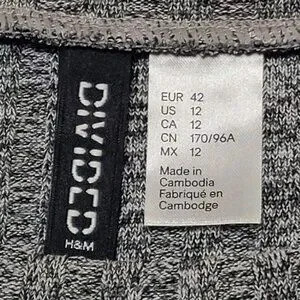 DIVIDED
H&M
EUR 42
US 12
CA 12
CN 170/96A
MX 12
Made in
Cambodia
Fabriqué en
Cambodge